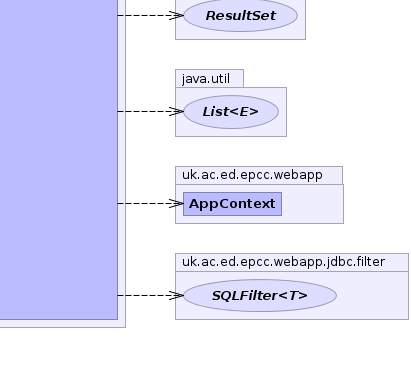 ResultSet
java.util
List<E>
uk.ac.ed.epcc.webapp
AppContext
uk.ac.ed.epcc.webapp.jdbc.filter
SQLFilter<T>